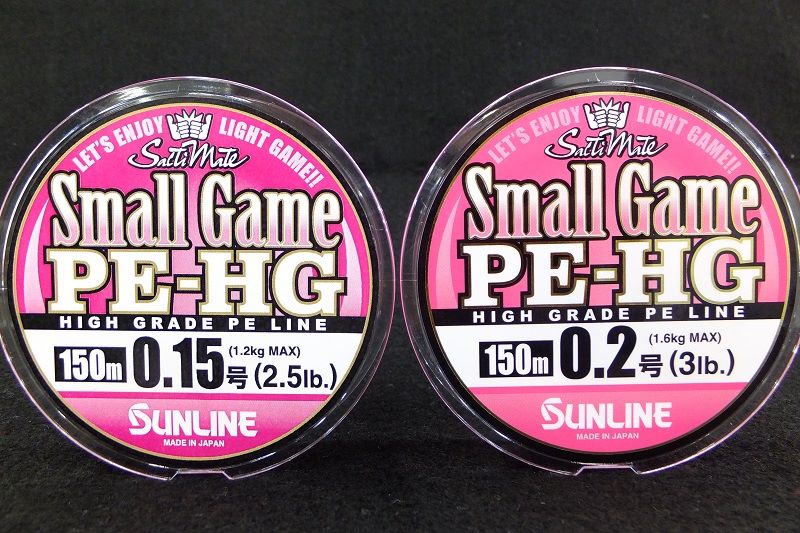 LET'S ENJOY LIGHT GAME!!
SaltiMate
Small Game
PE-HG
HIGH GRADE PE LINE
150m 0.15号 (1.2kg MAX) (2.5lb.)
SUNLINE
MADE IN JAPAN
LET'S ENJOY LIGHT GAME!!
SaltiMate
Small Game
PE-HG
HIGH GRADE PE LINE
150m 0.2号 (1.6kg MAX) (3lb.)
SUNLINE
MADE IN JAPAN